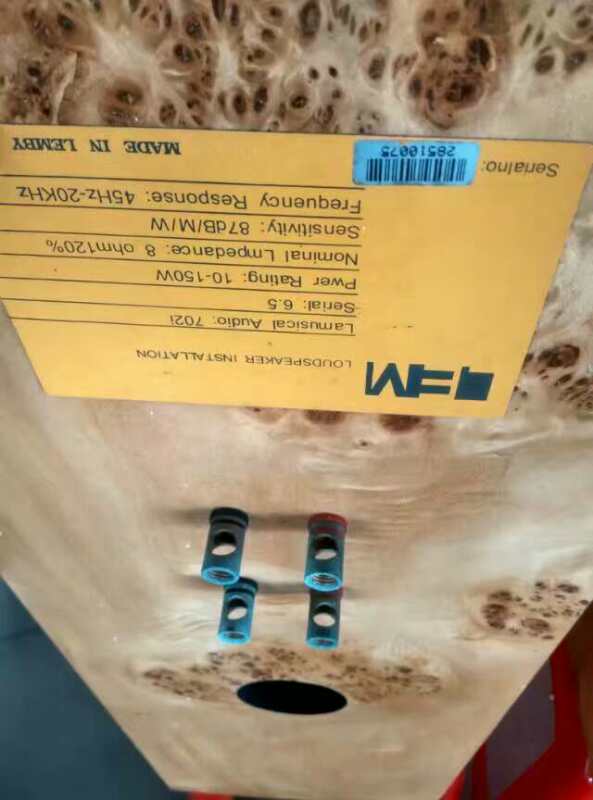 LOUDSPEAKER INSTALLATION
Lamusical Audio: 702i
Serial: 6.5
Pwer Rating: 10-150W
Nominal Lmpedance: 8 ohm120%
Sensitivity: 87dB/M/W
Frequency Response: 45Hz-20KHz
Serialno: 28510075
MADE IN LEMBY